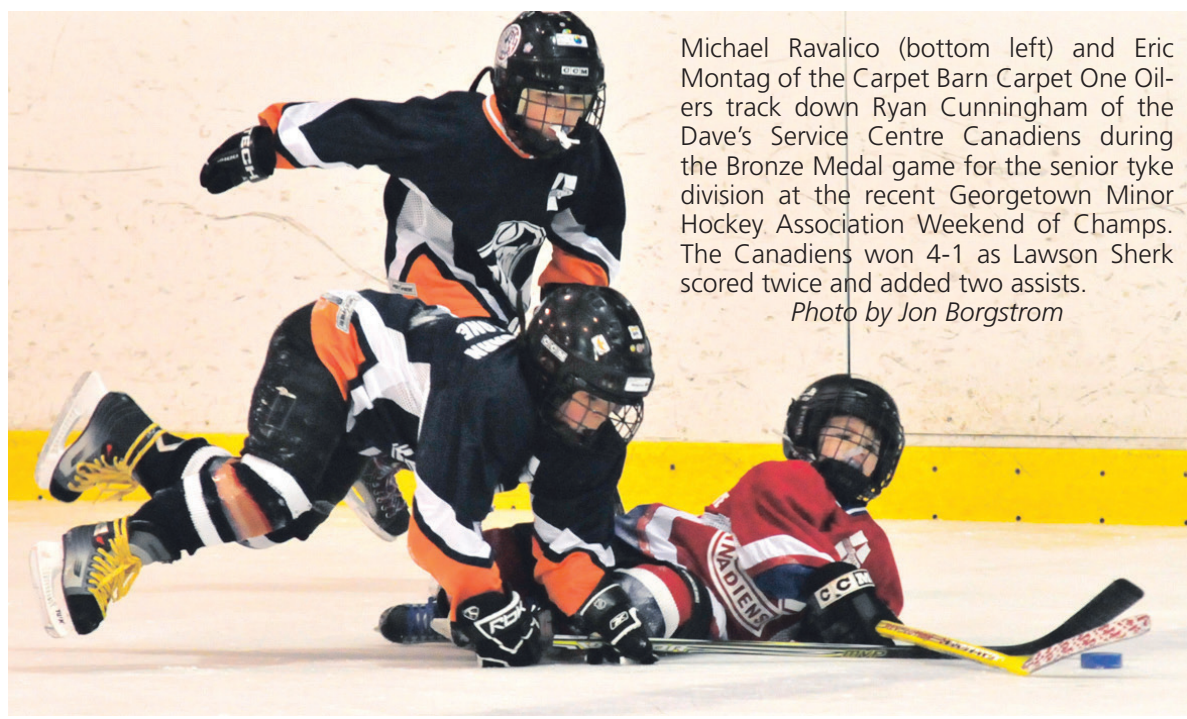 Michael Ravalico (bottom left) and Eric
Montag of the Carpet Barn Carpet One Oil-
ers track down Ryan Cunningham of the
Dave's Service Centre Canadiens during
the Bronze Medal game for the senior tyke
division at the recent Georgetown Minor
Hockey Association Weekend of Champs.
The Canadiens won 4-1 as Lawson Sherk
scored twice and added two assists.
Photo by Jon Borgstrom
CCM
TECH
NADIENS
C.C.M